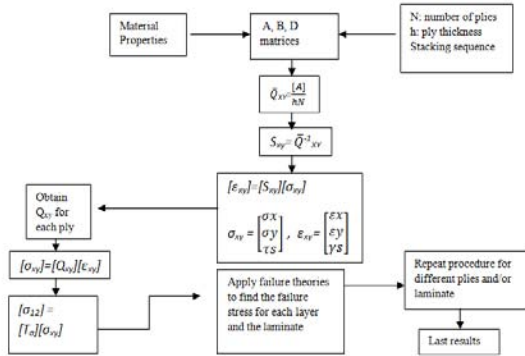 Material
Properties
A, B, D
matrices
N: number of plies
h: ply thickness
Stacking sequence
Q̄xy=[A]/hN
Sxy=Q̄⁻¹xy
[εxy]=[Sxy][σxy]
σxy = [σx σy τs] , εxy= [εx εy γs]
Obtain
Qxy for
each ply
[σxy]=[Qxy][εxy]
[σ12] =
[Tσ][σxy]
Apply failure theories
to find the failure
stress for each layer
and the laminate
Repeat procedure for
different plies and/or
laminate
Last results